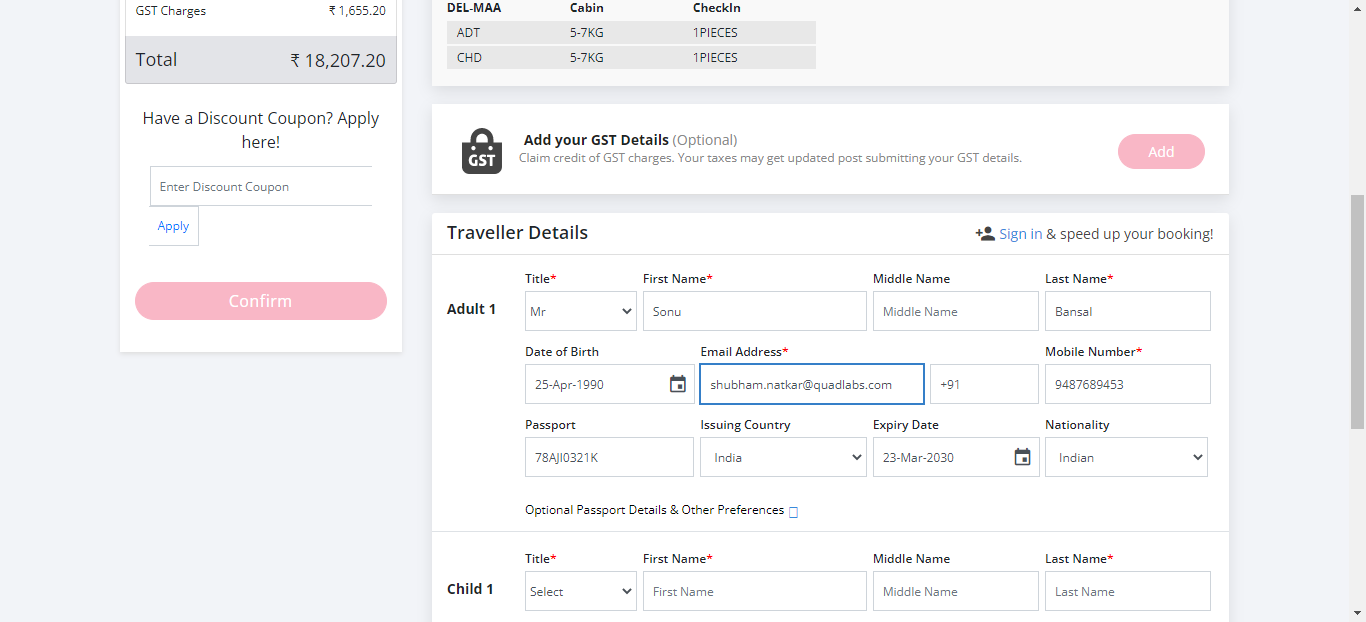 GST Charges ₹ 1,655.20
Total ₹ 18,207.20
Have a Discount Coupon? Apply
here!
Enter Discount Coupon
Apply
Confirm
DEL-MAA Cabin CheckIn
ADT 5-7KG 1PIECES
CHD 5-7KG 1PIECES
GST
Add your GST Details (Optional)
Claim credit of GST charges. Your taxes may get updated post submitting your GST details.
Add
Traveller Details
Sign in & speed up your booking!
Title* First Name* Middle Name Last Name*
Adult 1 Mr Sonu Middle Name Bansal
Date of Birth Email Address* Mobile Number*
25-Apr-1990 shubham.natkar@quadlabs.com +91 9487689453
Passport Issuing Country Expiry Date Nationality
78AJI0321K India 23-Mar-2030 Indian
Optional Passport Details & Other Preferences
Title* First Name* Middle Name Last Name*
Child 1 Select First Name Middle Name Last Name